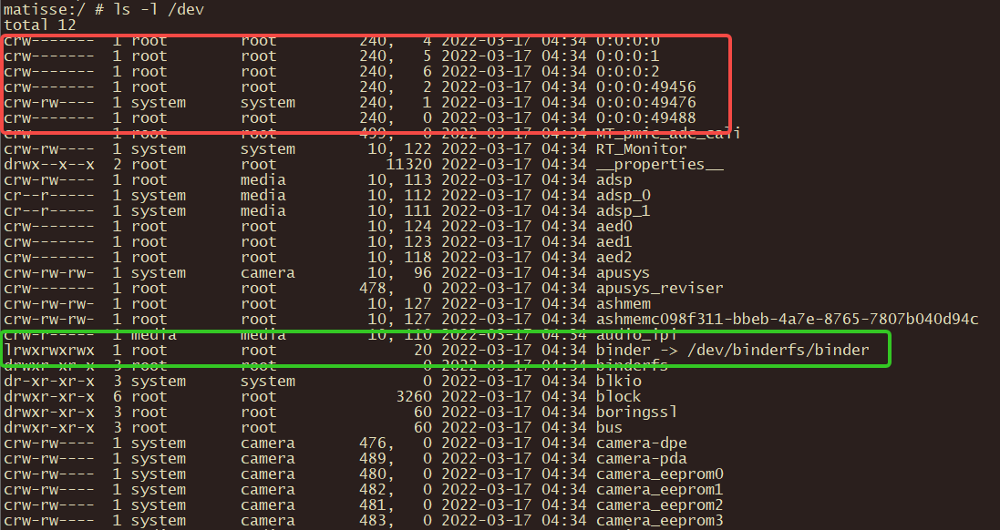 matisse:/ # ls -l /dev
total 12
crw------- 1 root root 240, 4 2022-03-17 04:34 0:0:0:0
crw------- 1 root root 240, 5 2022-03-17 04:34 0:0:0:1
crw------- 1 root root 240, 6 2022-03-17 04:34 0:0:0:2
crw------- 1 root root 240, 2 2022-03-17 04:34 0:0:0:49456
crw-rw---- 1 system system 240, 1 2022-03-17 04:34 0:0:0:49476
crw------- 1 root root 240, 0 2022-03-17 04:34 0:0:0:49488
crw------- 1 root root 499, 0 2022-03-17 04:34 MT_pmic_adc_cali
crw-rw---- 1 system system 10, 122 2022-03-17 04:34 RT_Monitor
drwx--x--x 2 root root 11320 2022-03-17 04:34 __properties__
crw-rw---- 1 root media 10, 113 2022-03-17 04:34 adsp
cr--r----- 1 system media 10, 112 2022-03-17 04:34 adsp_0
cr--r----- 1 system media 10, 111 2022-03-17 04:34 adsp_1
crw------- 1 root root 10, 124 2022-03-17 04:34 aed0
crw------- 1 root root 10, 123 2022-03-17 04:34 aed1
crw------- 1 root root 10, 118 2022-03-17 04:34 aed2
crw-rw-rw- 1 system camera 10, 96 2022-03-17 04:34 apusys
crw------- 1 root root 478, 0 2022-03-17 04:34 apusys_reviser
crw-rw-rw- 1 root root 10, 127 2022-03-17 04:34 ashmem
crw-rw-rw- 1 root root 10, 127 2022-03-17 04:34 ashmemc098f311-bbeb-4a7e-8765-7807b040d94c
crw-r----- 1 media media 10, 110 2022-03-17 04:34 audio_ipi
lrwxrwxrwx 1 root root 20 2022-03-17 04:34 binder -> /dev/binderfs/binder
drwxr-xr-x 3 root root 0 2022-03-17 04:34 binderfs
dr-xr-xr-x 3 system system 0 2022-03-17 04:34 blkio
drwxr-xr-x 6 root root 3260 2022-03-17 04:34 block
drwxr-xr-x 3 root root 60 2022-03-17 04:34 boringssl
drwxr-xr-x 3 root root 60 2022-03-17 04:34 bus
crw-rw---- 1 system camera 476, 0 2022-03-17 04:34 camera-dpe
crw-rw---- 1 system camera 489, 0 2022-03-17 04:34 camera-pda
crw-rw---- 1 system camera 480, 0 2022-03-17 04:34 camera_eeprom0
crw-rw---- 1 system camera 482, 0 2022-03-17 04:34 camera_eeprom1
crw-rw---- 1 system camera 481, 0 2022-03-17 04:34 camera_eeprom2
crw-rw---- 1 system camera 483, 0 2022-03-17 04:34 camera_eeprom3